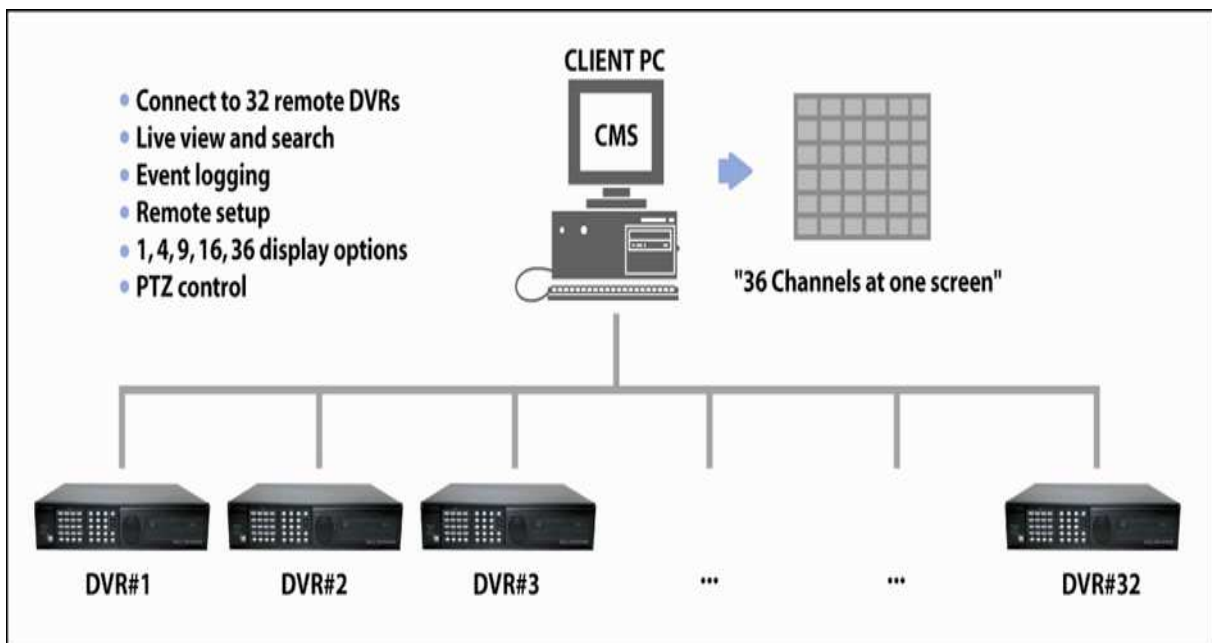 CLIENT PC
CMS
• Connect to 32 remote DVRs
• Live view and search
• Event logging
• Remote setup
• 1, 4, 9, 16, 36 display options
• PTZ control
"36 Channels at one screen"
DVR#1
DVR#2
DVR#3
...
...
DVR#32